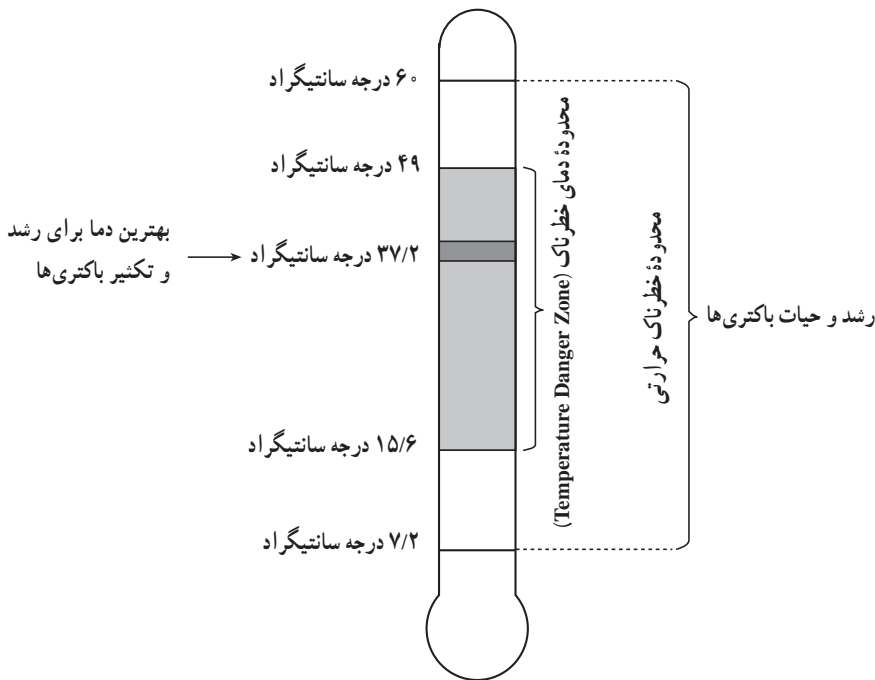 ۶۰ درجه سانتیگراد
۴۹ درجه سانتیگراد
بهترین دما برای رشد
و تکثیر باکتری‌ها
۳۷/۲ درجه سانتیگراد
۱۵/۶ درجه سانتیگراد
۷/۲ درجه سانتیگراد
محدودهٔ دمای خطرناک (Temperature Danger Zone)
محدودهٔ خطرناک حرارتی
رشد و حیات باکتری‌ها